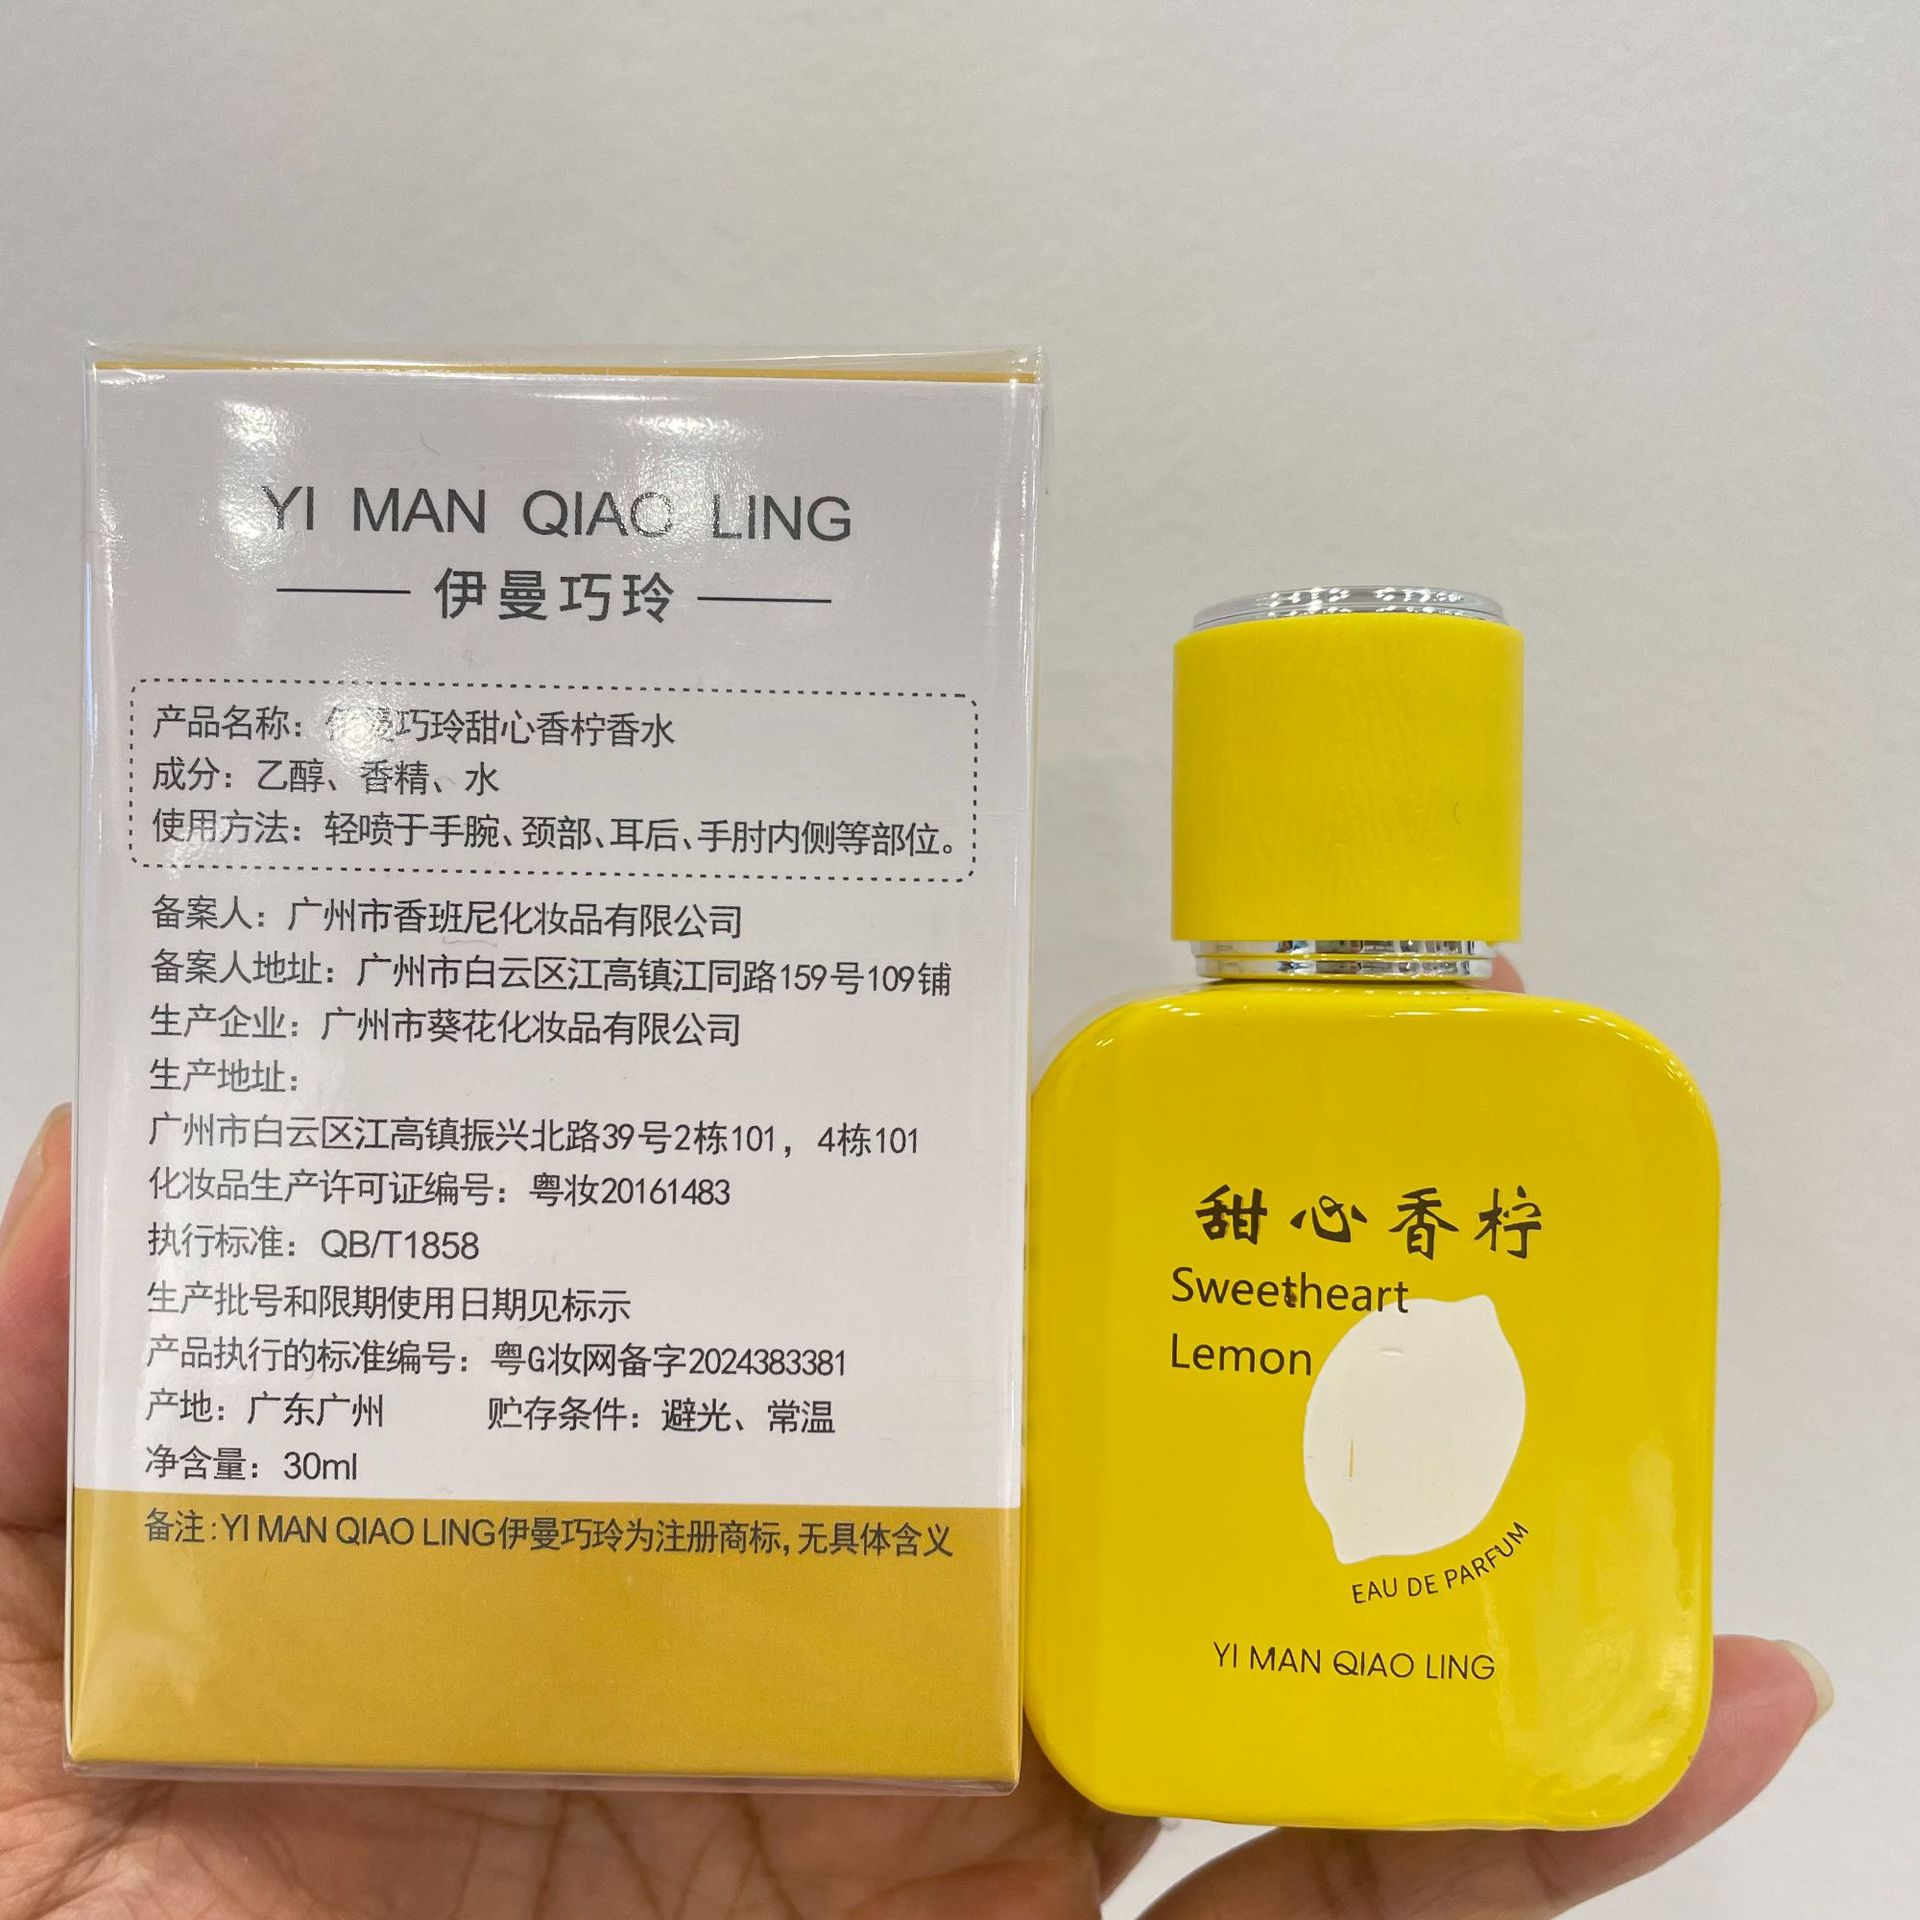 YI MAN QIAO LING
伊曼巧玲
产品名称：伊曼巧玲甜心香柠香水
成分：乙醇、香精、水
使用方法：轻喷于手腕、颈部、耳后、手肘内侧等部位。
备案人：广州市香班尼化妆品有限公司
备案人地址：广州市白云区江高镇江同路159号109铺
生产企业：广州市葵花化妆品有限公司
生产地址：
广州市白云区江高镇振兴北路39号2栋101，4栋101
化妆品生产许可证编号：粤妆20161483
执行标准：QB/T1858
生产批号和限期使用日期见标示
产品执行的标准编号：粤G妆网备字2024383381
产地：广东广州 贮存条件：避光、常温
净含量：30ml
备注：YI MAN QIAO LING伊曼巧玲为注册商标，无具体含义
甜心香柠
Sweetheart
Lemon
EAU DE PARFUM
YI MAN QIAO LING